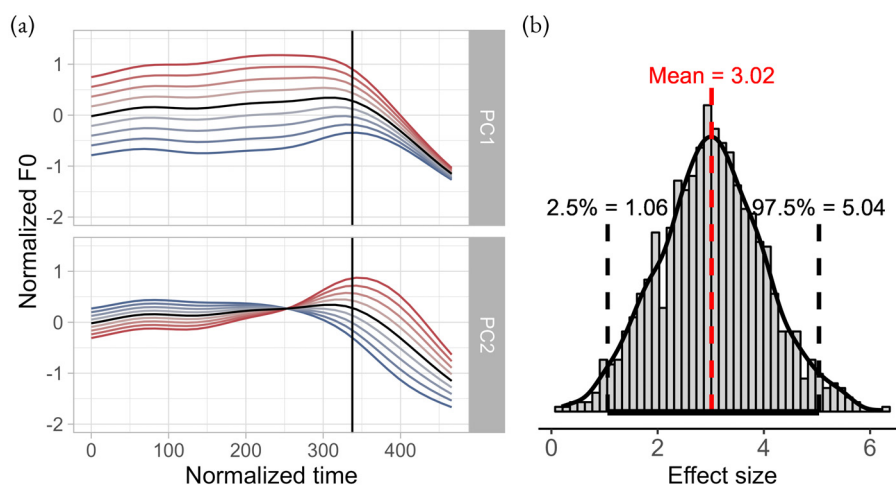 (a)
1
0
-1
-2
PC1
1
0
-1
-2
PC2
Normalized F0
0 100 200 300 400
Normalized time
(b)
Mean = 3.02
2.5% = 1.06 97.5% = 5.04
0 2 4 6
Effect size